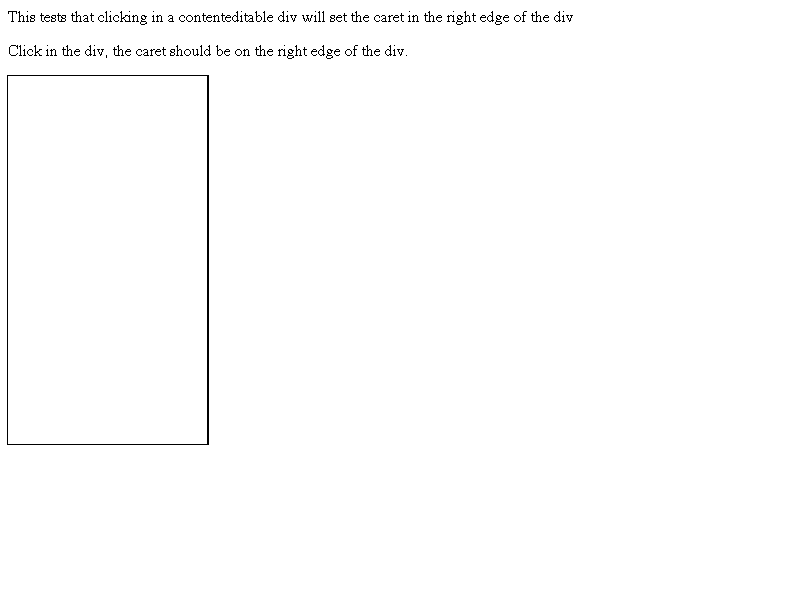 This tests that clicking in a contenteditable div will set the caret in the right edge of the div
Click in the div, the caret should be on the right edge of the div.